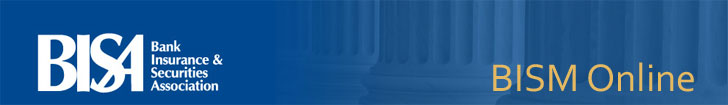 BISA
Bank
Insurance &
Securities
Association
BISM Online